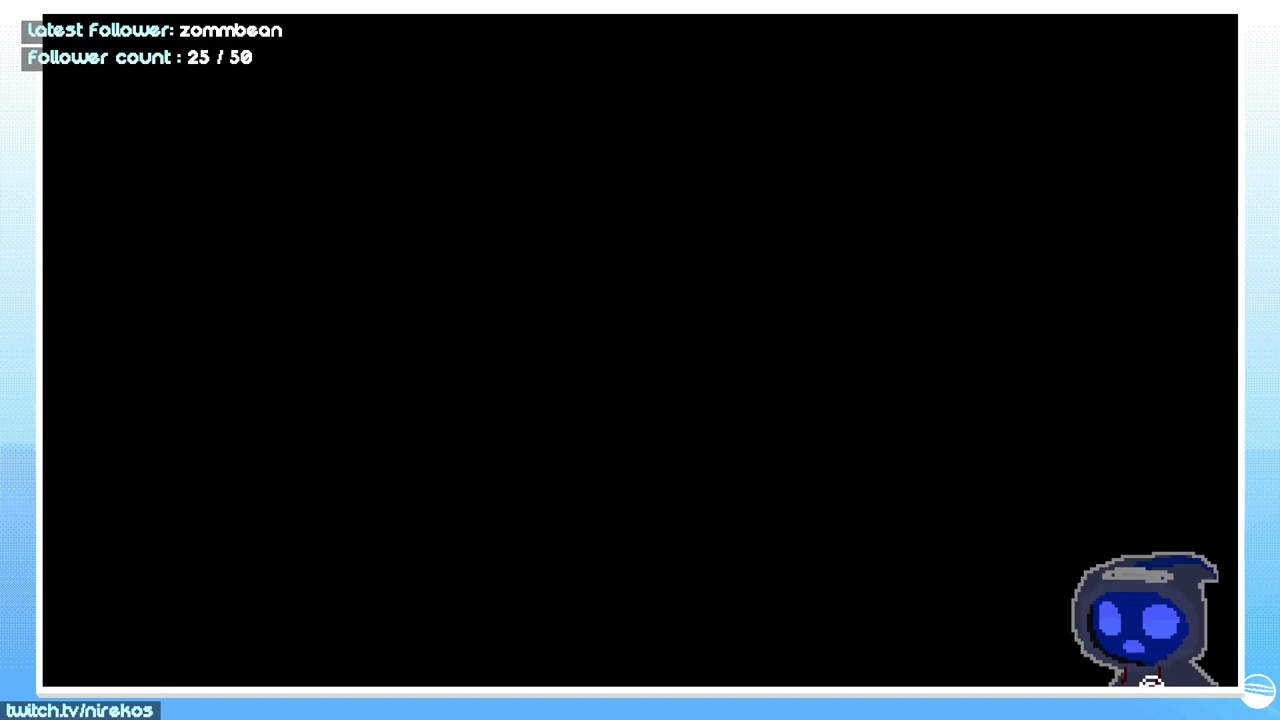 Latest Follower: zommbean
Follower count : 25 / 50
twitch.tv/nirekos